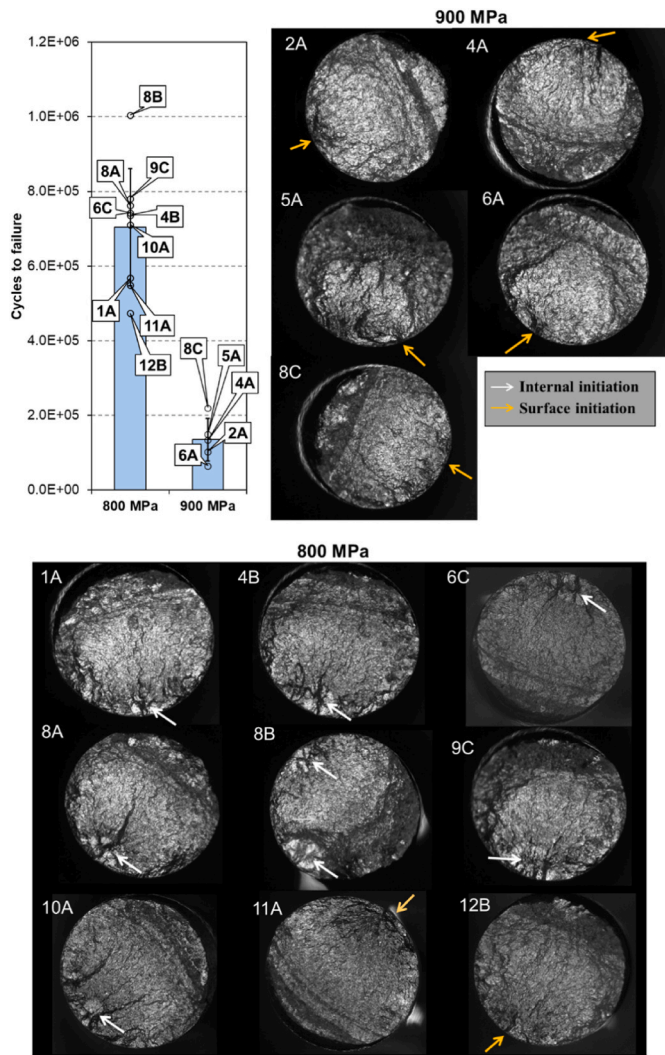 1.2E+06
1.0E+06
8.0E+05
6.0E+05
4.0E+05
2.0E+05
0.0E+00
Cycles to failure
8B
8A
9C
6C
4B
10A
1A
11A
12B
8C
5A
4A
2A
6A
800 MPa
900 MPa
900 MPa
2A
4A
5A
6A
8C
Internal initiation
Surface initiation
800 MPa
1A
4B
6C
8A
8B
9C
10A
11A
12B